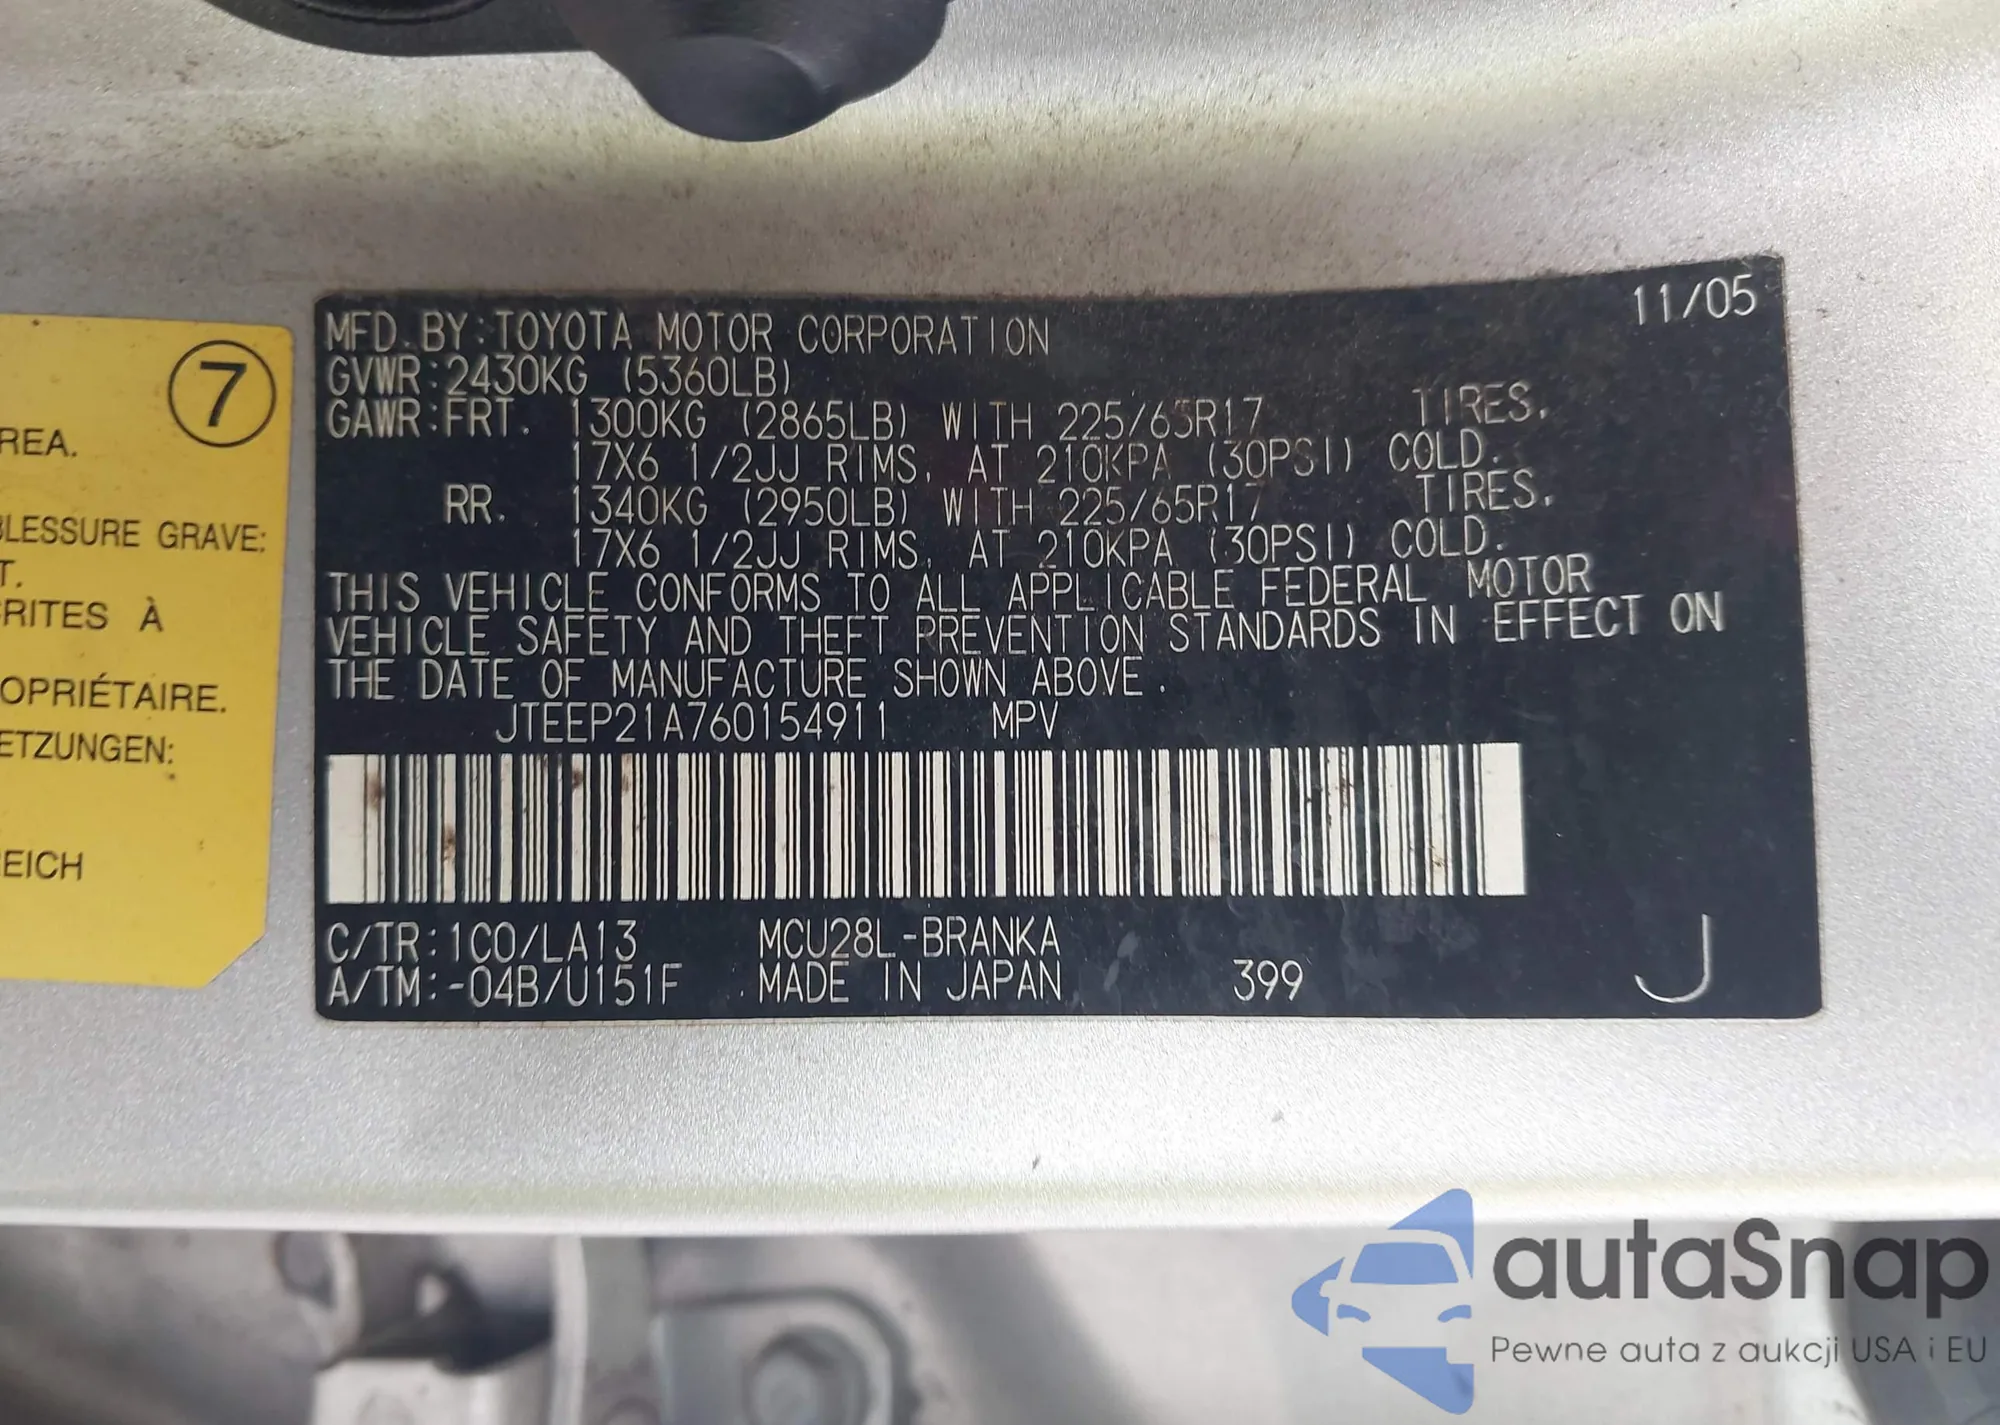 7
REA.
BLESSURE GRAVE:
T.
CRITES À
OPRIÉTAIRE.
ETZUNGEN:
REICH
11/05
MFD.BY:TOYOTA MOTOR CORPORATION
GVWR:2430KG (5360LB)
GAWR:FRT. 1300KG (2865LB) WITH 225/65R17 TIRES.
17X6 1/2JJ RIMS, AT 210KPA (30PSI) COLD.
RR. 1340KG (2950LB) WITH 225/65R17 TIRES.
17X6 1/2JJ RIMS, AT 210KPA (30PSI) COLD.
THIS VEHICLE CONFORMS TO ALL APPLICABLE FEDERAL MOTOR
VEHICLE SAFETY AND THEFT PREVENTION STANDARDS IN EFFECT ON
THE DATE OF MANUFACTURE SHOWN ABOVE.
JTEEP21A760154911 MPV
C/TR:1C0/LA13 MCU28L-BRANKA
A/TM:-04B/U151F MADE IN JAPAN 399 J
autaSnap
Pewne auta z aukcji USA i EU